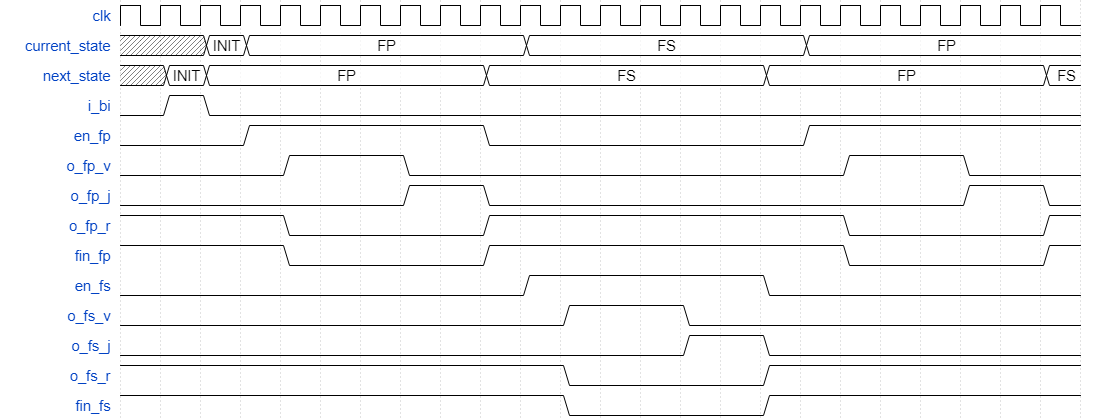 clk
current_state INIT FP FS FP
next_state INIT FP FS FP FS
i_bi
en_fp
o_fp_v
o_fp_j
o_fp_r
fin_fp
en_fs
o_fs_v
o_fs_j
o_fs_r
fin_fs